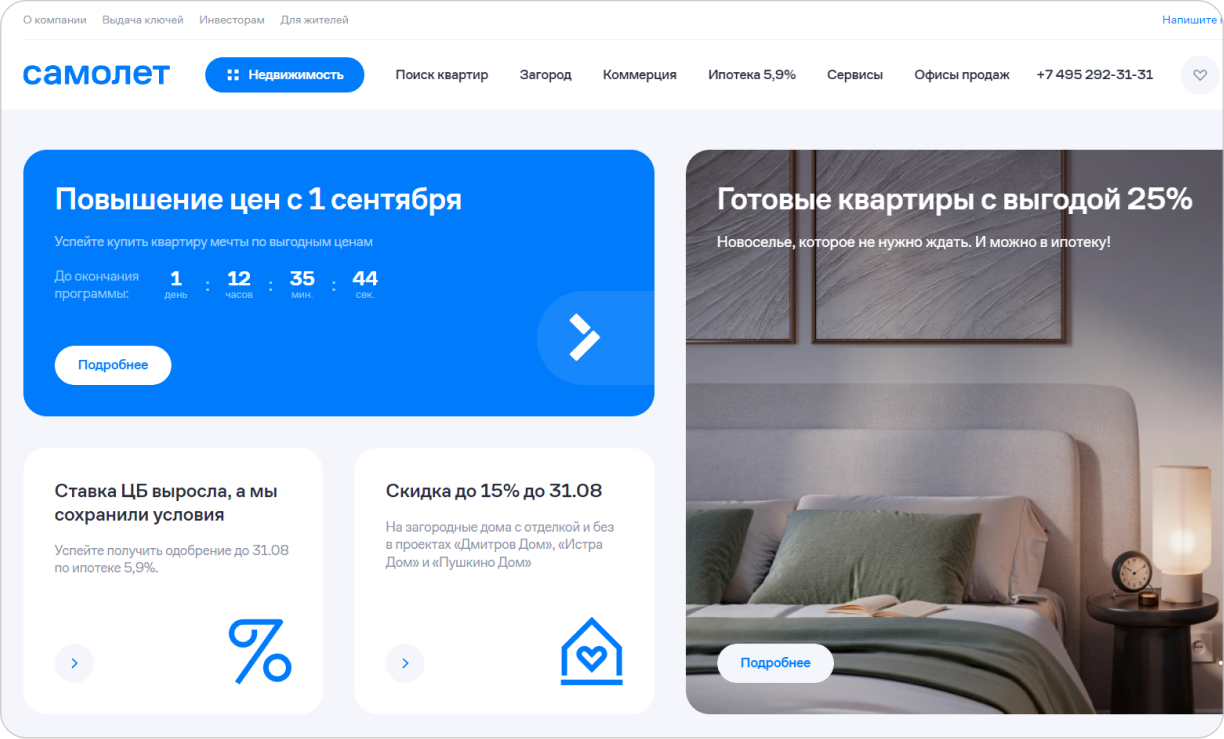 О компании Выдача ключей Инвесторам Для жителей Напишите
самолет Недвижимость Поиск квартир Загород Коммерция Ипотека 5,9% Сервисы Офисы продаж +7 495 292-31-31
Повышение цен с 1 сентября
Успейте купить квартиру мечты по выгодным ценам
До окончания
программы:
1 : 12 : 35 : 44
день часов мин. сек.
Подробнее
Ставка ЦБ выросла, а мы
сохранили условия
Успейте получить одобрение до 31.08
по ипотеке 5,9%.
Скидка до 15% до 31.08
На загородные дома с отделкой и без
в проектах «Дмитров Дом», «Истра
Дом» и «Пушкино Дом»
Готовые квартиры с выгодой 25%
Новоселье, которое не нужно ждать. И можно в ипотеку!
Подробнее